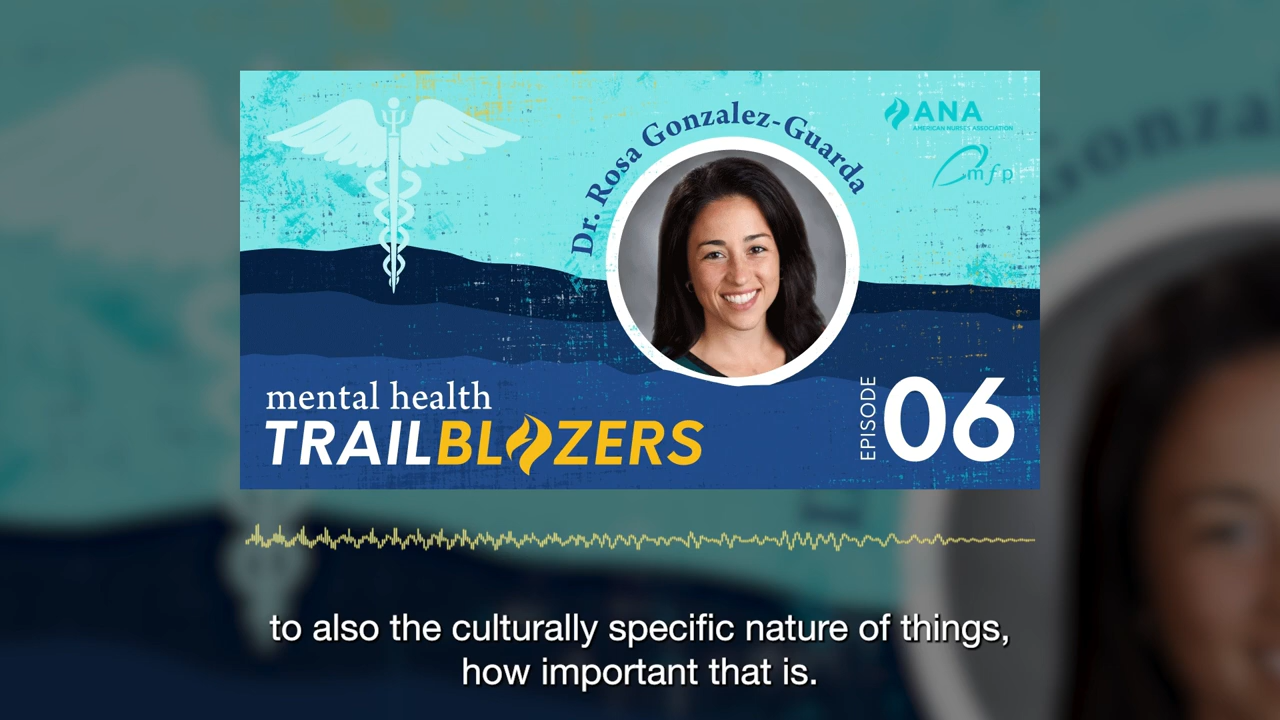 Dr. Rosa Gonzalez-Guarda
ANA
AMERICAN NURSES ASSOCIATION
mfp
mental health
TRAILBLAZERS
EPISODE
06
to also the culturally specific nature of things,
how important that is.